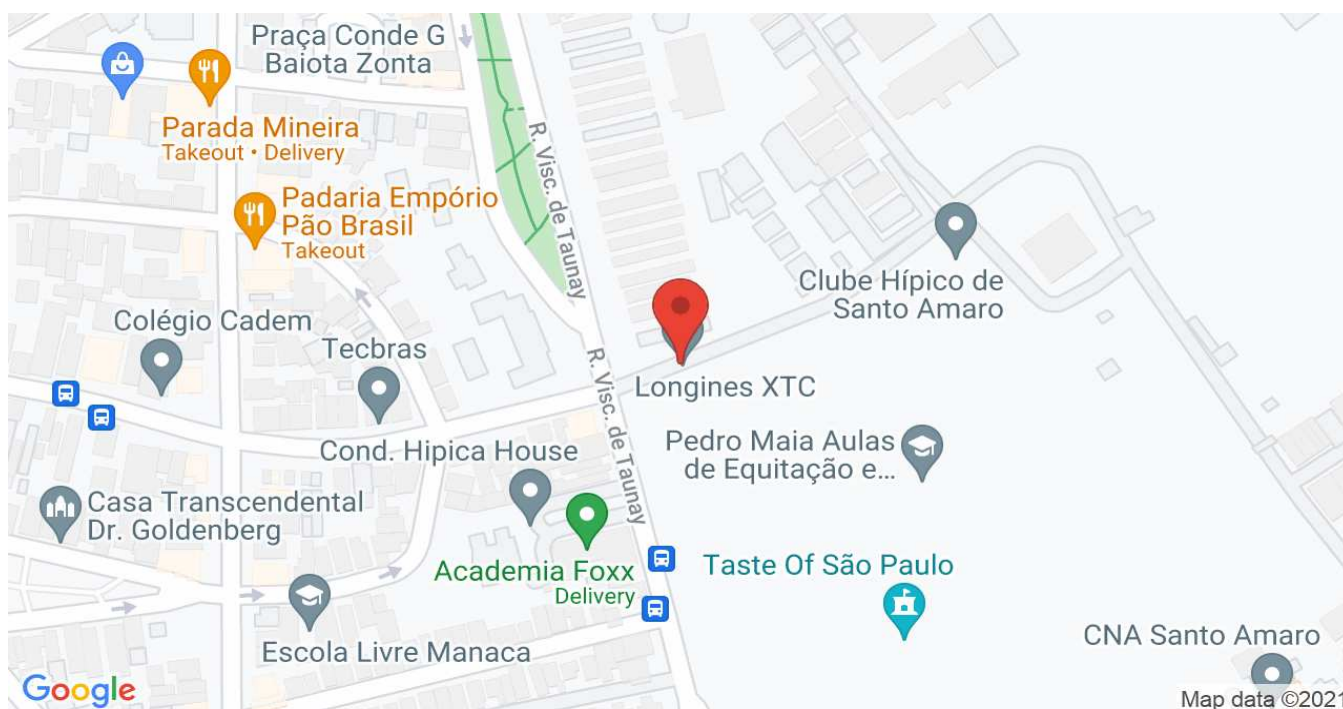 Praça Conde G
Baiota Zonta
Parada Mineira
Takeout • Delivery
R. Visc. de Taunay
Padaria Empório
Pão Brasil
Takeout
Clube Hípico de
Santo Amaro
Colégio Cadem
Tecbras
Longines XTC
R. Visc. de Taunay
Cond. Hipica House
Pedro Maia Aulas
de Equitação e...
Casa Transcendental
Dr. Goldenberg
Academia Foxx
Delivery
Taste Of São Paulo
Escola Livre Manaca
CNA Santo Amaro
Google
Map data ©2021